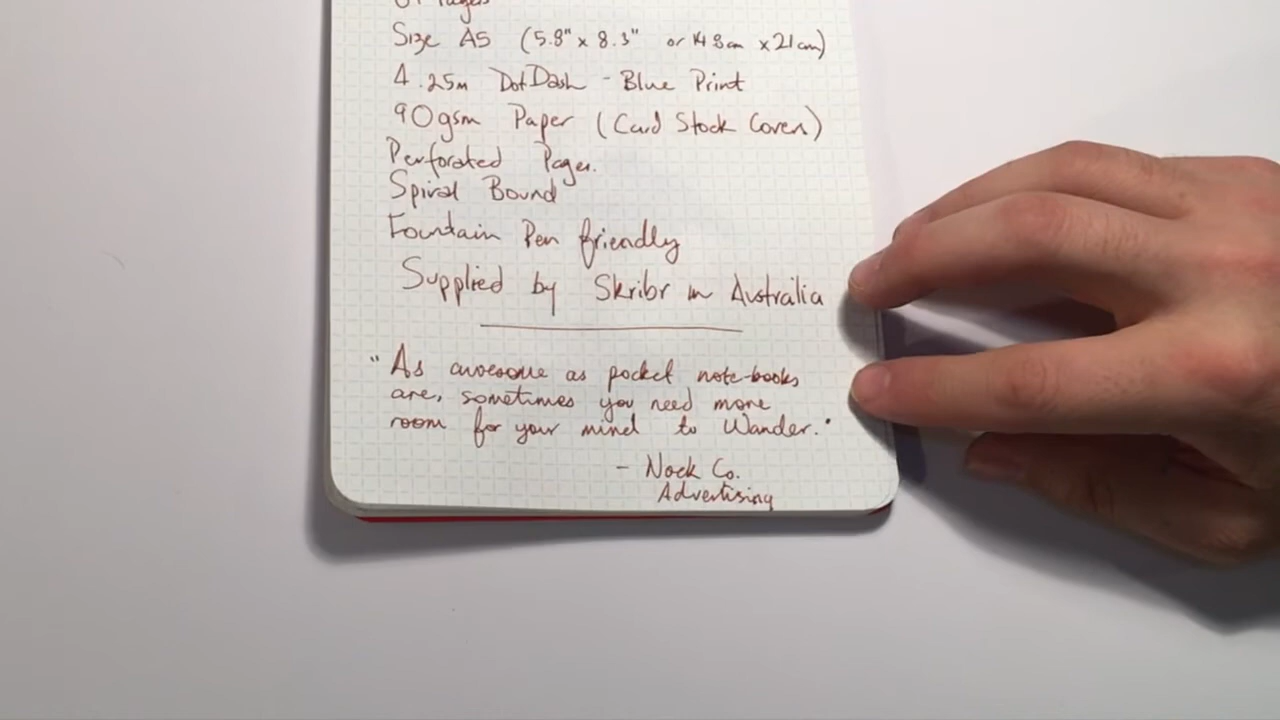 Pages
Size A5 (5.8" x 8.3" or 14.8cm x 21cm)
4.25m DotDash - Blue Print
90gsm Paper (Card Stock Cover)
Perforated Pages.
Spiral Bound
Fountain Pen friendly
Supplied by Skribr in Australia
"As awesome as pocket note-books
are, sometimes you need more
room for your mind to Wander."
- Nock Co.
Advertising